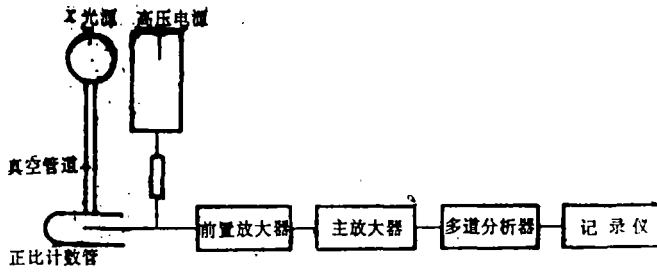 X光源
高压电源
真空管道
正比计数管
前置放大器
主放大器
多道分析器
记录仪